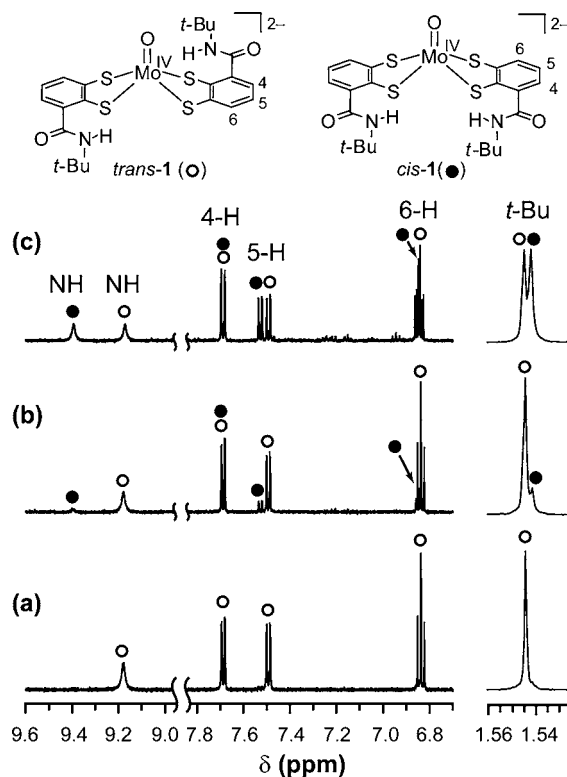 t-Bu
2–
O
N-H
O
IV
Mo
S
S
S
S
4
5
6
O
N-H
t-Bu
trans-1 (○)
2–
O
IV
Mo
S
S
S
S
6
5
4
O
N-H
t-Bu
H-N
O
t-Bu
cis-1(●)
(c)
NH
NH
4-H
5-H
6-H
t-Bu
(b)
(a)
9.6 9.4 9.2 9.0 7.8 7.6 7.4 7.2 7.0 6.8 1.56 1.54
δ (ppm)